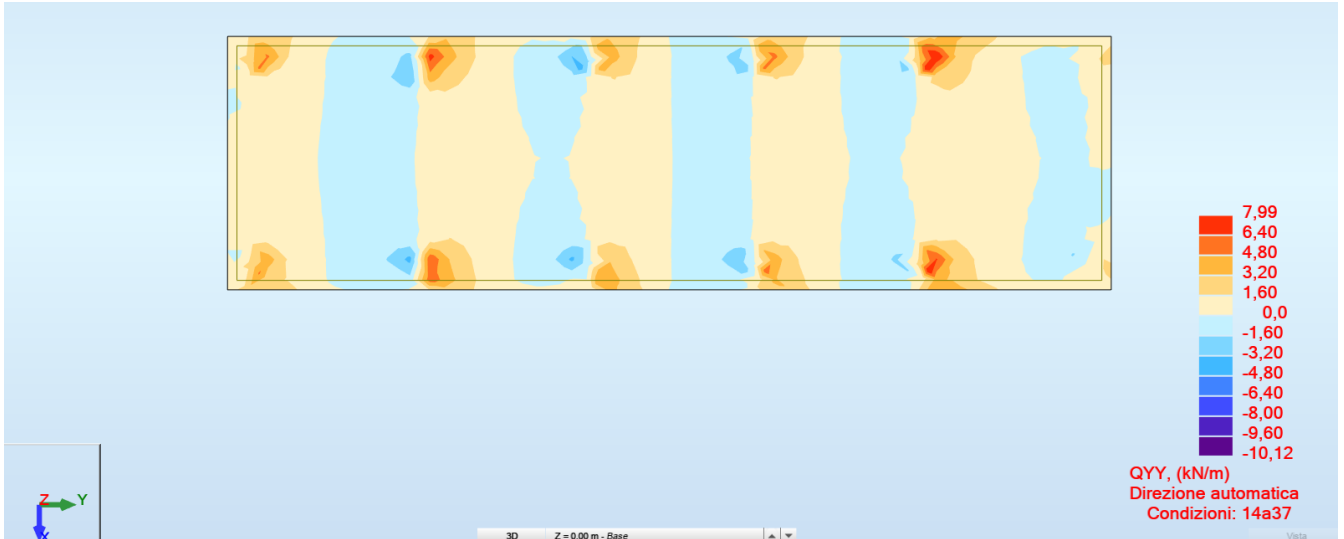 7,99
6,40
4,80
3,20
1,60
0,0
-1,60
-3,20
-4,80
-6,40
-8,00
-9,60
-10,12
QYY, (kN/m)
Direzione automatica
Condizioni: 14a37
Z Y
X
3D Z = 0.00 m - Base
Vista